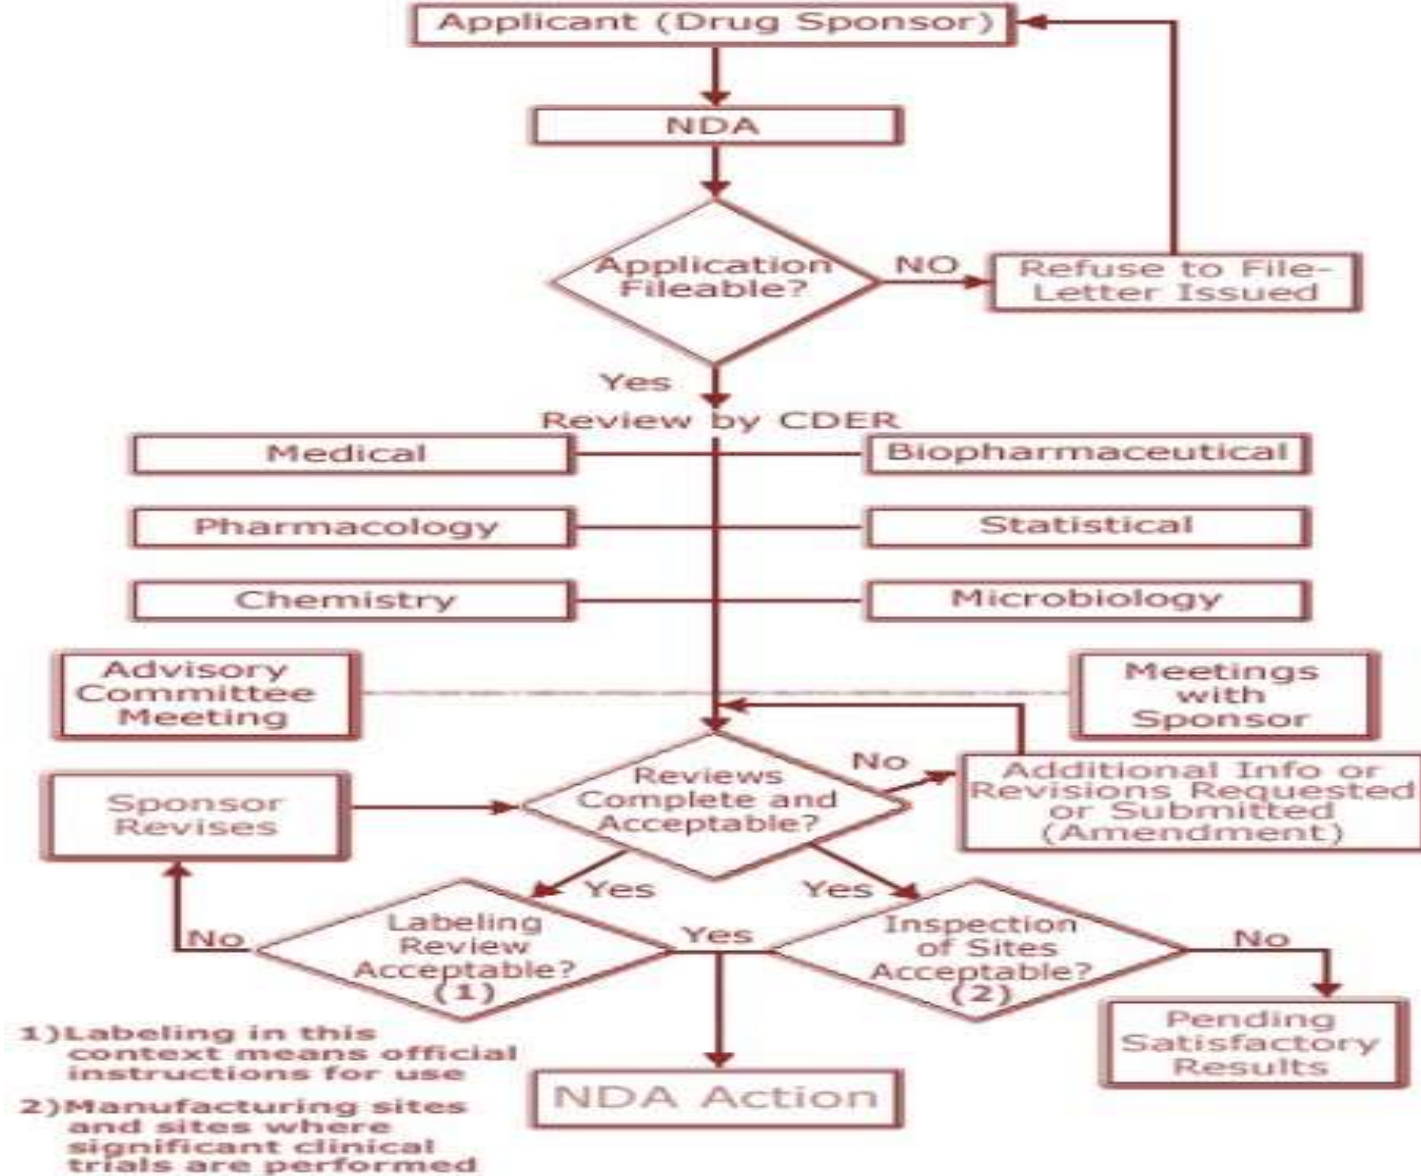 Applicant (Drug Sponsor)
NDA
Application
Fileable?
NO
Refuse to File-
Letter Issued
Yes
Review by CDER
Medical
Biopharmaceutical
Pharmacology
Statistical
Chemistry
Microbiology
Advisory
Committee
Meeting
Meetings
with
Sponsor
Reviews
Complete and
Acceptable?
No
Additional Info or
Revisions Requested
or Submitted
(Amendment)
Sponsor
Revises
Yes
Yes
Labeling
Review
Acceptable?
(1)
No
Yes
Inspection
of Sites
Acceptable?
(2)
No
Pending
Satisfactory
Results
NDA Action
1)Labeling in this
context means official
instructions for use
2)Manufacturing sites
and sites where
significant clinical
trials are performed